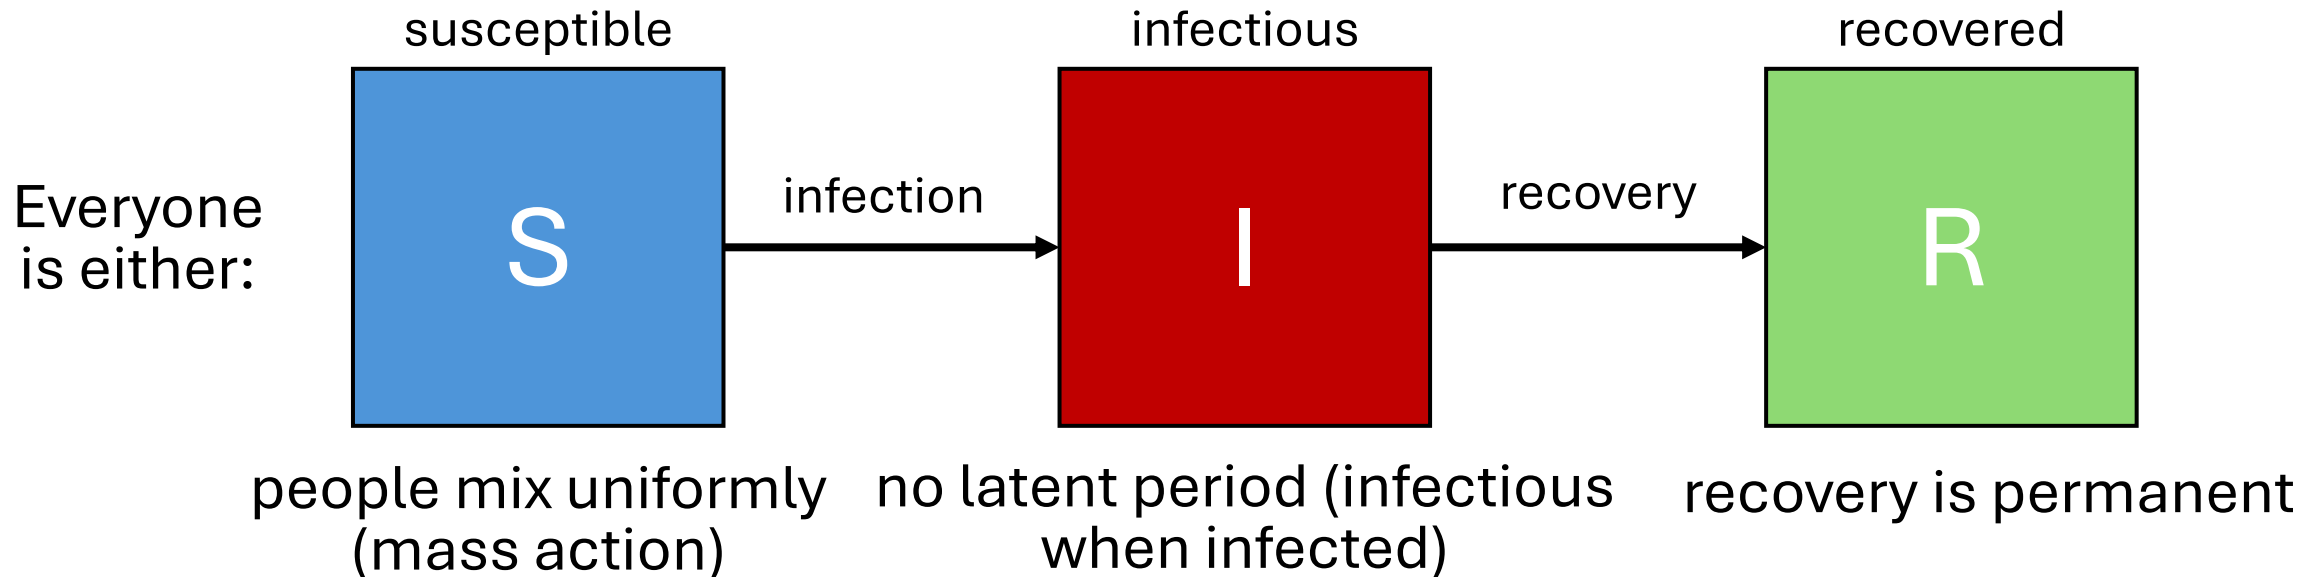 susceptible
infectious
recovered
Everyone
is either:
S
infection
I
recovery
R
people mix uniformly
(mass action)
no latent period (infectious
when infected)
recovery is permanent